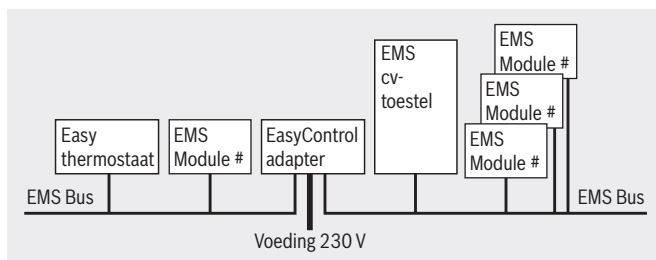 EMS
Module #
EMS
cv-
toestel
EMS
Module #
Easy
thermostaat
EMS
Module #
EasyControl
adapter
EMS
Module #
EMS Bus
EMS Bus
Voeding 230 V